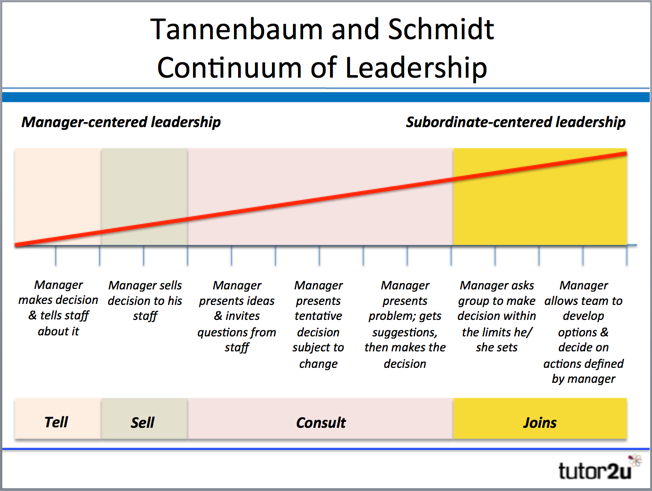 Tannenbaum and Schmidt
Continuum of Leadership
Manager-centered leadership
Subordinate-centered leadership
Manager
makes decision
& tells staff
about it
Manager sells
decision to his
staff
Manager
presents ideas
& invites
questions from
staff
Manager
presents
tentative
decision
subject to
change
Manager
presents
problem; gets
suggestions,
then makes the
decision
Manager asks
group to make
decision within
the limits he/
she sets
Manager
allows team to
develop
options &
decide on
actions defined
by manager
Tell
Sell
Consult
Joins
tutor2u